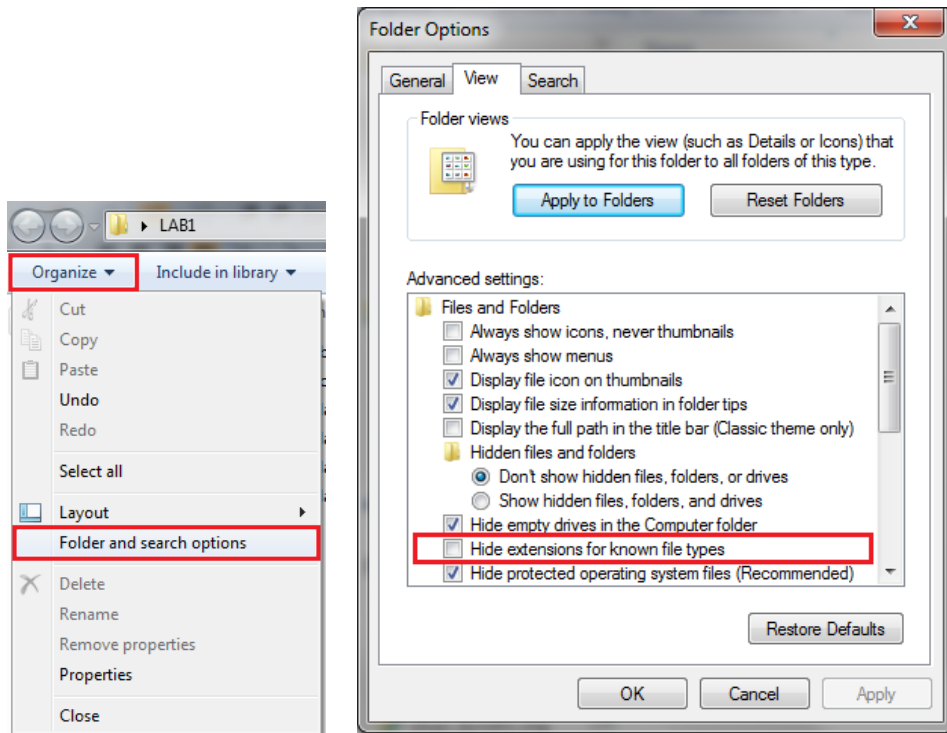 LAB1
Organize
Include in library
Cut
Copy
Paste
Undo
Redo
Select all
Layout
Folder and search options
Delete
Rename
Remove properties
Properties
Close
Folder Options
General View Search
Folder views
You can apply the view (such as Details or Icons) that
you are using for this folder to all folders of this type.
Apply to Folders Reset Folders
Advanced settings:
Files and Folders
Always show icons, never thumbnails
Always show menus
Display file icon on thumbnails
Display file size information in folder tips
Display the full path in the title bar (Classic theme only)
Hidden files and folders
Don't show hidden files, folders, or drives
Show hidden files, folders, and drives
Hide empty drives in the Computer folder
Hide extensions for known file types
Hide protected operating system files (Recommended)
Restore Defaults
OK Cancel Apply